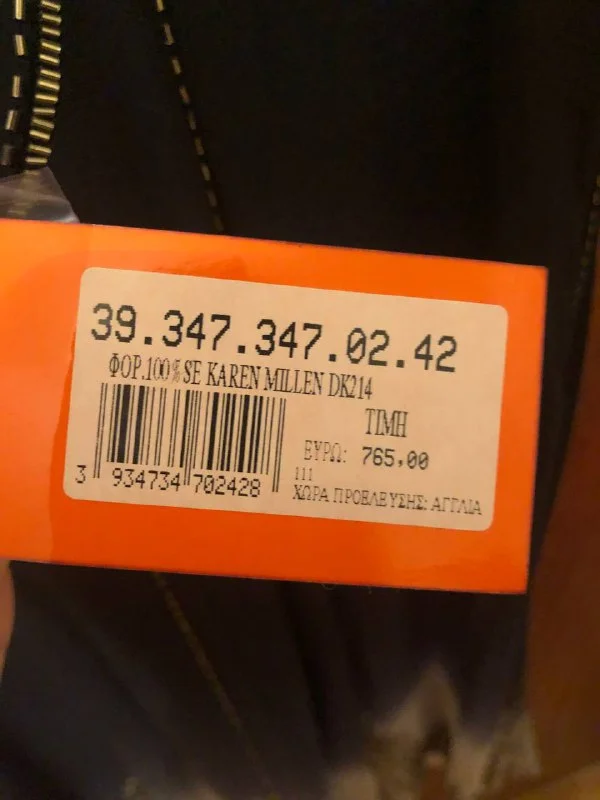 39.347.347.02.42
ΦΟΡ.100%SE KAREN MILLEN DK214
ΤΙΜΗ
ΕΥΡΩ: 765,00
111
ΧΩΡΑ ΠΡΟΕΛΕΥΣΗΣ: ΑΓΓΛΙΑ
3 934734 702428